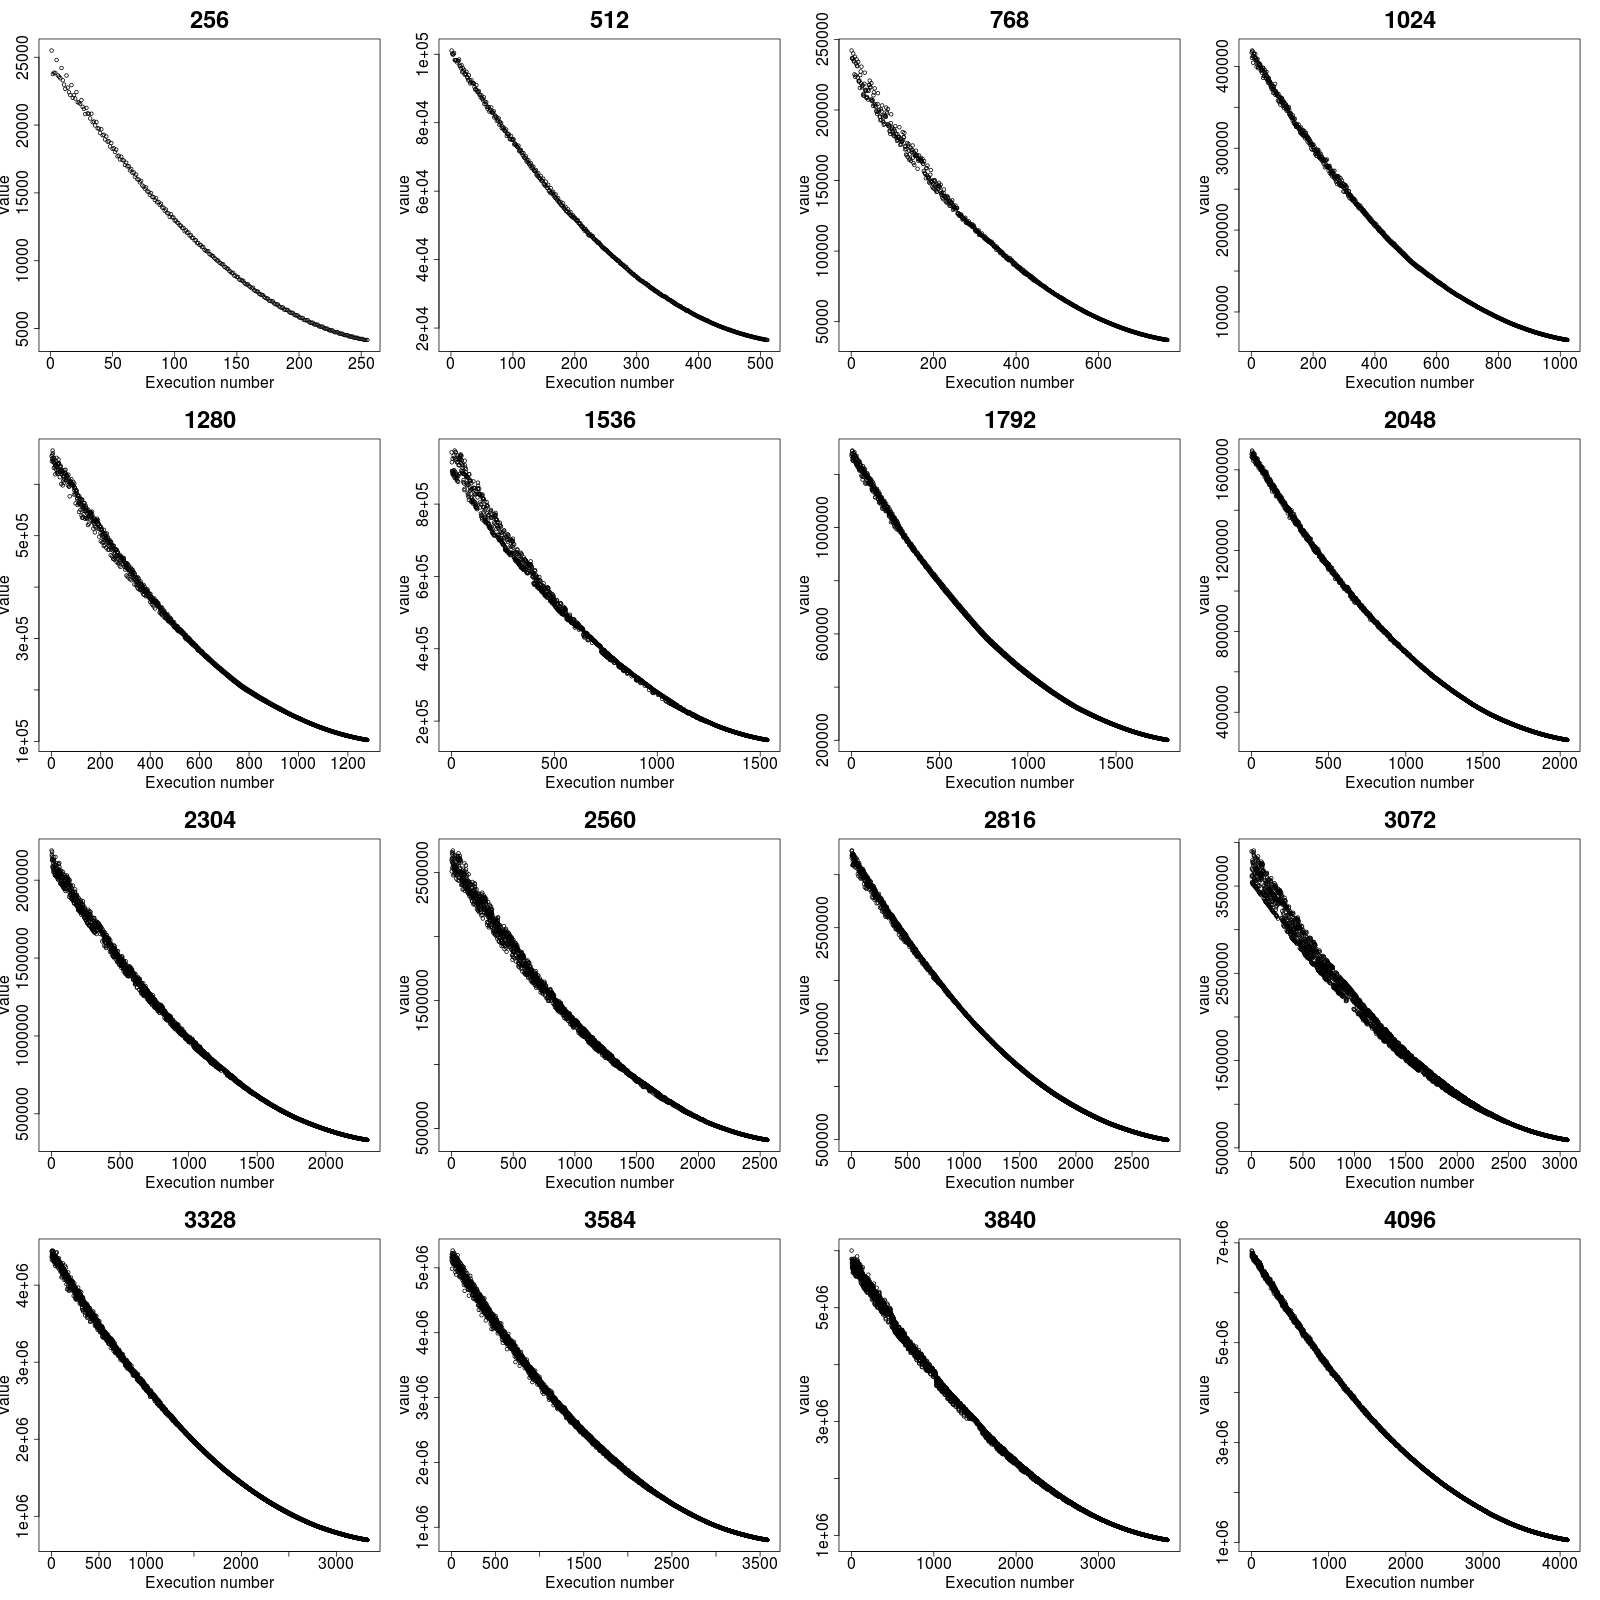 256
25000
20000
15000
10000
5000
value
0 50 100 150 200 250
Execution number
512
1e+05
8e+04
6e+04
4e+04
2e+04
value
0 100 200 300 400 500
Execution number
768
250000
200000
150000
100000
50000
value
0 200 400 600
Execution number
1024
400000
300000
200000
100000
value
0 200 400 600 800 1000
Execution number
1280
5e+05
3e+05
1e+05
value
0 200 400 600 800 1000 1200
Execution number
1536
8e+05
6e+05
4e+05
2e+05
value
0 500 1000 1500
Execution number
1792
1000000
600000
200000
value
0 500 1000 1500
Execution number
2048
1600000
1200000
800000
400000
value
0 500 1000 1500 2000
Execution number
2304
2000000
1500000
1000000
500000
value
0 500 1000 1500 2000
Execution number
2560
2500000
1500000
500000
value
0 500 1000 1500 2000 2500
Execution number
2816
2500000
1500000
500000
value
0 500 1000 1500 2000 2500
Execution number
3072
3500000
2500000
1500000
500000
value
0 500 1000 1500 2000 2500 3000
Execution number
3328
4e+06
3e+06
2e+06
1e+06
value
0 500 1000 2000 3000
Execution number
3584
5e+06
4e+06
3e+06
2e+06
1e+06
value
0 500 1500 2500 3500
Execution number
3840
5e+06
3e+06
1e+06
value
0 1000 2000 3000
Execution number
4096
7e+06
5e+06
3e+06
1e+06
value
0 1000 2000 3000 4000
Execution number